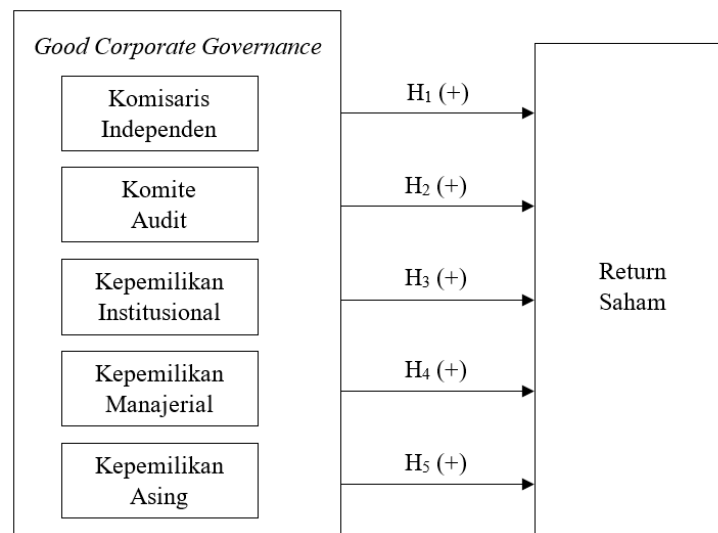 Good Corporate Governance
Komisaris
Independen
H₁ (+)
Komite
Audit
H₂ (+)
Kepemilikan
Institusional
H₃ (+)
Kepemilikan
Manajerial
H₄ (+)
Kepemilikan
Asing
H₅ (+)
Return
Saham